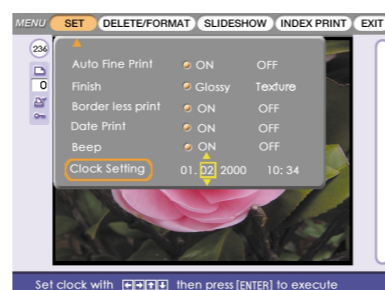 MENU SET DELETE/FORMAT SLIDESHOW INDEX PRINT EXIT
236
0
Auto Fine Print ON OFF
Finish Glossy Texture
Border less print ON OFF
Date Print ON OFF
Beep ON OFF
Clock Setting 01. 02 2000 10: 34
Set clock with ←→↑↓ then press [ENTER] to execute